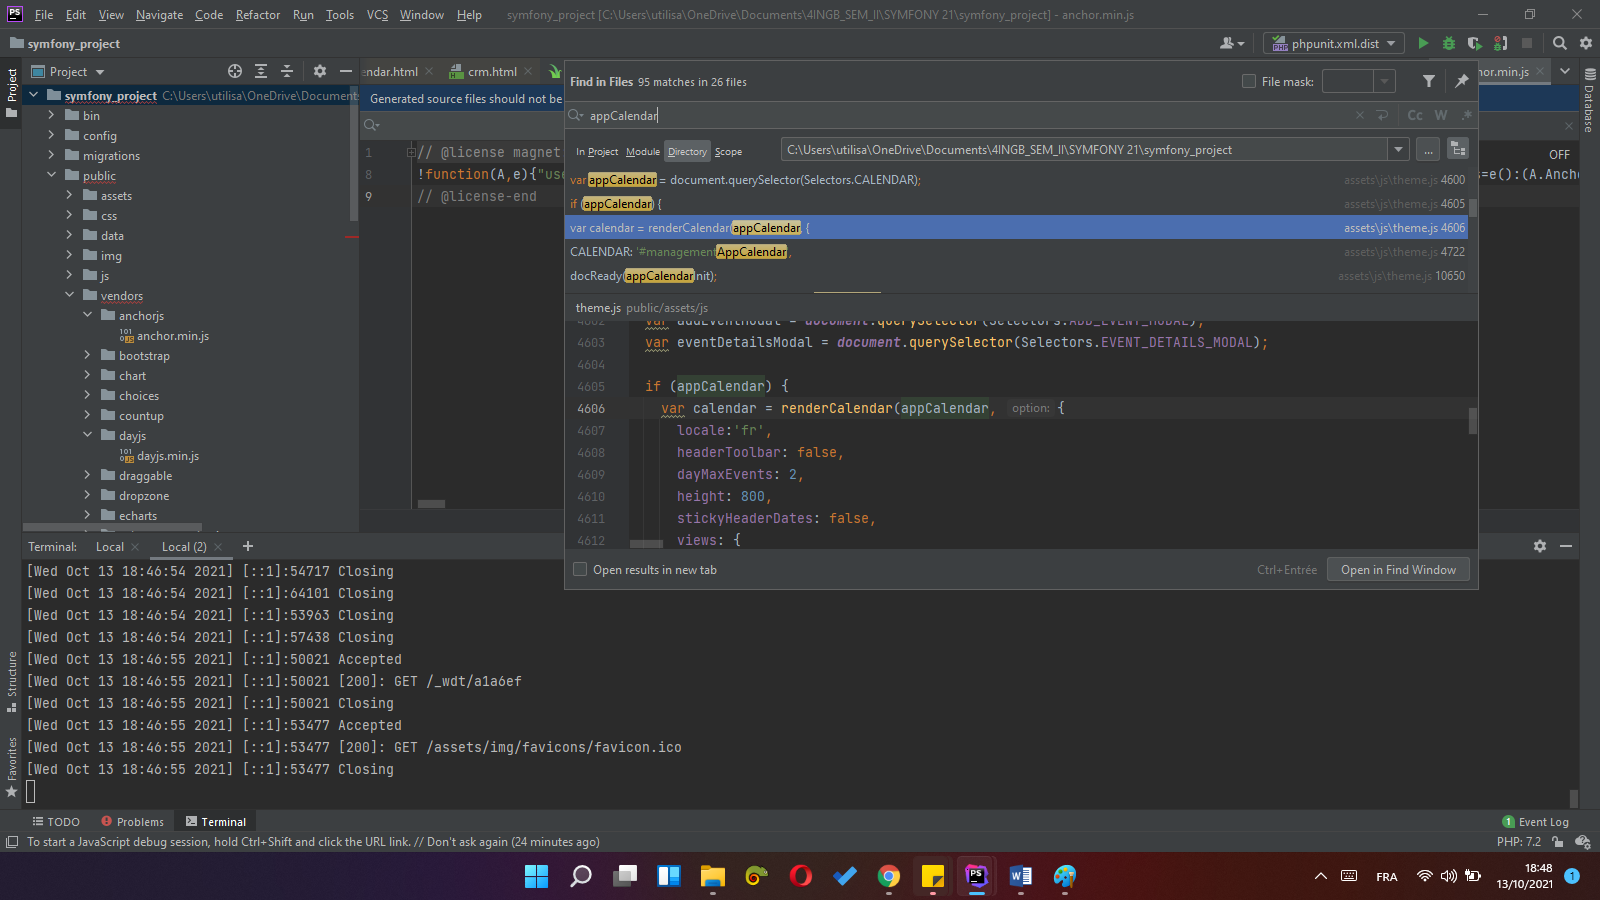 PS File Edit View Navigate Code Refactor Run Tools VCS Window Help symfony_project [C:\Users\utilisa\OneDrive\Documents\4INGB_SEM_II\SYMFONY 21\symfony_project] - anchor.min.js
symfony_project
phpunit.xml.dist
Project
endar.html
crm.html
nor.min.js
symfony_project C:\Users\utilisa\OneDrive\Document
bin
config
migrations
public
assets
css
data
img
js
vendors
anchorjs
anchor.min.js
bootstrap
chart
choices
countup
dayjs
dayjs.min.js
draggable
dropzone
echarts
Project
Structure
Favorites
Database
Generated source files should not be
1 // @license magnet
8 !function(A,e){"use
9 // @license-end
OFF
s=e():(A.Ancho
Find in Files 95 matches in 26 files
File mask:
appCalendar
Cc W .*
In Project Module Directory Scope
C:\Users\utilisa\OneDrive\Documents\4INGB_SEM_II\SYMFONY 21\symfony_project
...
var appCalendar = document.querySelector(Selectors.CALENDAR); assets\js\theme.js 4600
if (appCalendar) { assets\js\theme.js 4605
var calendar = renderCalendar(appCalendar, { assets\js\theme.js 4606
CALENDAR: '#managementAppCalendar', assets\js\theme.js 4722
docReady(appCalendarInit); assets\js\theme.js 10650
theme.js public/assets/js
4602 var addEventModal = document.querySelector(Selectors.ADD_EVENT_MODAL);
4603 var eventDetailsModal = document.querySelector(Selectors.EVENT_DETAILS_MODAL);
4604
4605 if (appCalendar) {
4606 var calendar = renderCalendar(appCalendar, option: {
4607 locale:'fr',
4608 headerToolbar: false,
4609 dayMaxEvents: 2,
4610 height: 800,
4611 stickyHeaderDates: false,
4612 views: {
Open results in new tab
Ctrl+Entrée
Open in Find Window
Terminal: Local Local (2)
[Wed Oct 13 18:46:54 2021] [::1]:54717 Closing
[Wed Oct 13 18:46:54 2021] [::1]:64101 Closing
[Wed Oct 13 18:46:54 2021] [::1]:53963 Closing
[Wed Oct 13 18:46:54 2021] [::1]:57438 Closing
[Wed Oct 13 18:46:55 2021] [::1]:50021 Accepted
[Wed Oct 13 18:46:55 2021] [::1]:50021 [200]: GET /_wdt/a1a6ef
[Wed Oct 13 18:46:55 2021] [::1]:50021 Closing
[Wed Oct 13 18:46:55 2021] [::1]:53477 Accepted
[Wed Oct 13 18:46:55 2021] [::1]:53477 [200]: GET /assets/img/favicons/favicon.ico
[Wed Oct 13 18:46:55 2021] [::1]:53477 Closing
TODO Problems Terminal
1 Event Log
To start a JavaScript debug session, hold Ctrl+Shift and click the URL link. // Don't ask again (24 minutes ago)
PHP: 7.2
FRA
18:48
13/10/2021
1